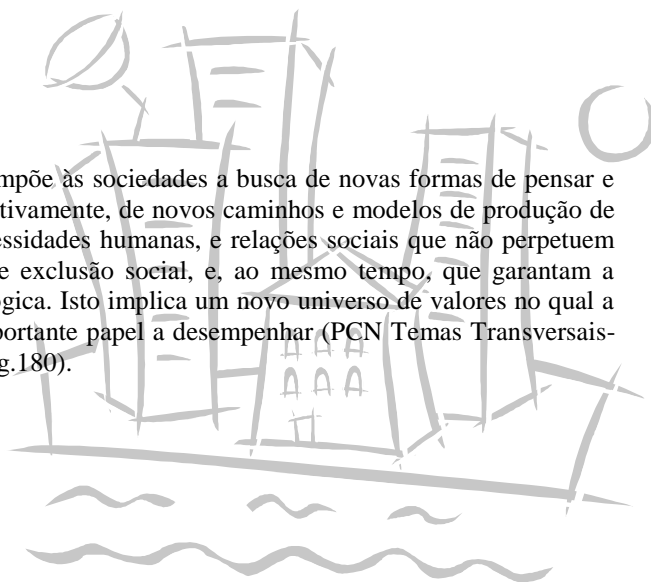 mpõe às sociedades a busca de novas formas de pensar e
tivamente, de novos caminhos e modelos de produção de
essidades humanas, e relações sociais que não perpetuem
e exclusão social, e, ao mesmo tempo, que garantam a
gica. Isto implica um novo universo de valores no qual a
portante papel a desempenhar (PCN Temas Transversais-
g.180).